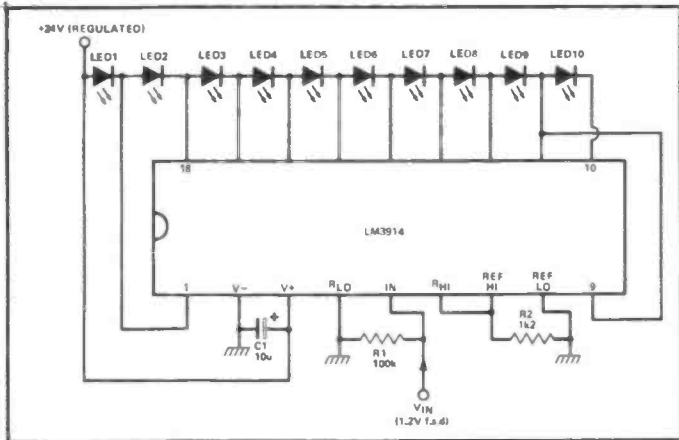 +24V (REGULATED)
LED1 LED2 LED3 LED4 LED5 LED6 LED7 LED8 LED9 LED10
18 10
LM3914
1 V− V+ RLO IN RHI REF HI REF LO 9
C1 10u
+
R1 100k
R2 1k2
VIN
(1.2V f.s.d)